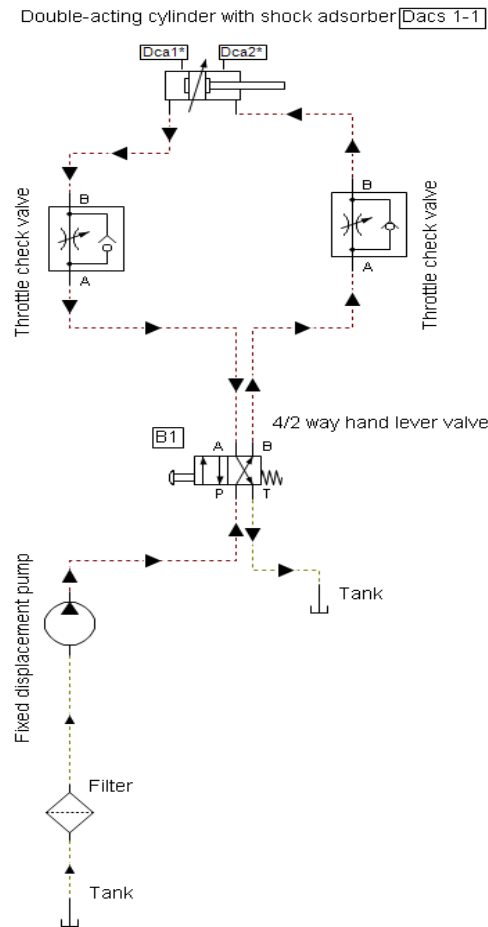 Double-acting cylinder with shock adsorber Dacs 1-1
Dca1* Dca2*
B
B
Throttle check valve
Throttle check valve
A
A
4/2 way hand lever valve
B1
A B
P T
Tank
Fixed displacement pump
Filter
Tank